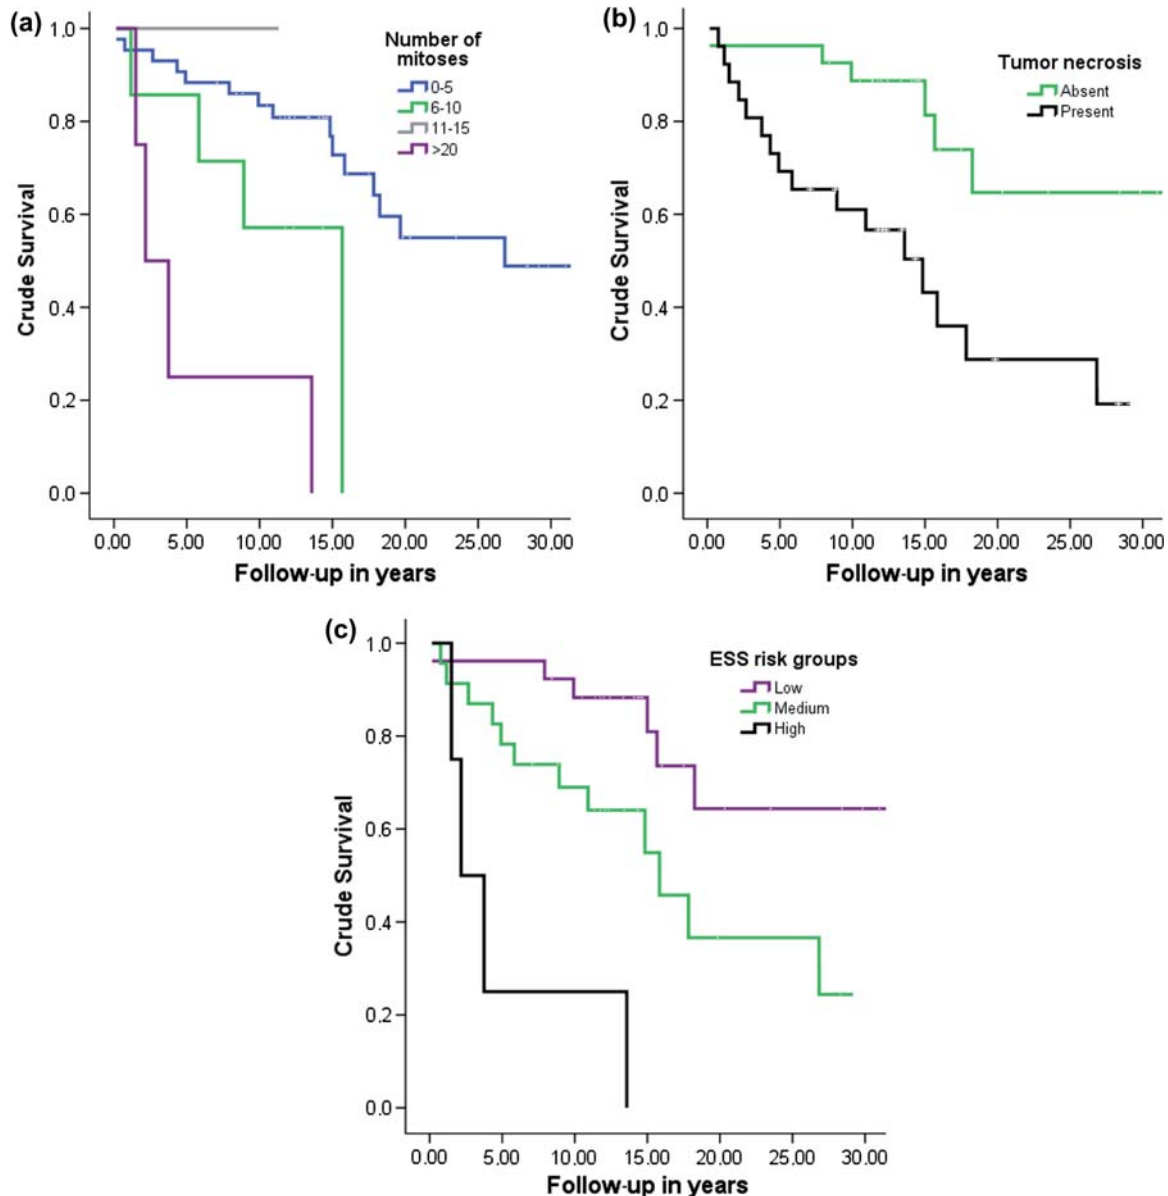 (a)
Number of
mitoses
0-5
6-10
11-15
>20
1.0
0.8
0.6
0.4
0.2
0.0
Crude Survival
0.00 5.00 10.00 15.00 20.00 25.00 30.00
Follow-up in years
(b)
Tumor necrosis
Absent
Present
1.0
0.8
0.6
0.4
0.2
0.0
Crude Survival
0.00 5.00 10.00 15.00 20.00 25.00 30.00
Follow-up in years
(c)
ESS risk groups
Low
Medium
High
1.0
0.8
0.6
0.4
0.2
0.0
Crude Survival
0.00 5.00 10.00 15.00 20.00 25.00 30.00
Follow-up in years